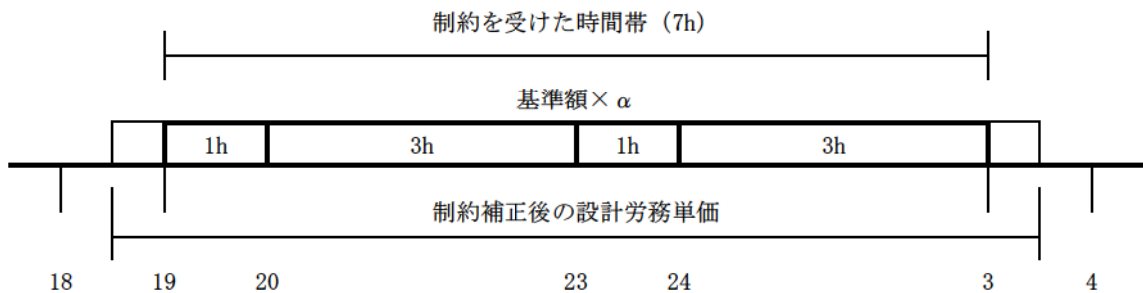 制約を受けた時間帯（7h）
基準額×α
1h 3h 1h 3h
制約補正後の設計労務単価
18 19 20 23 24 3 4